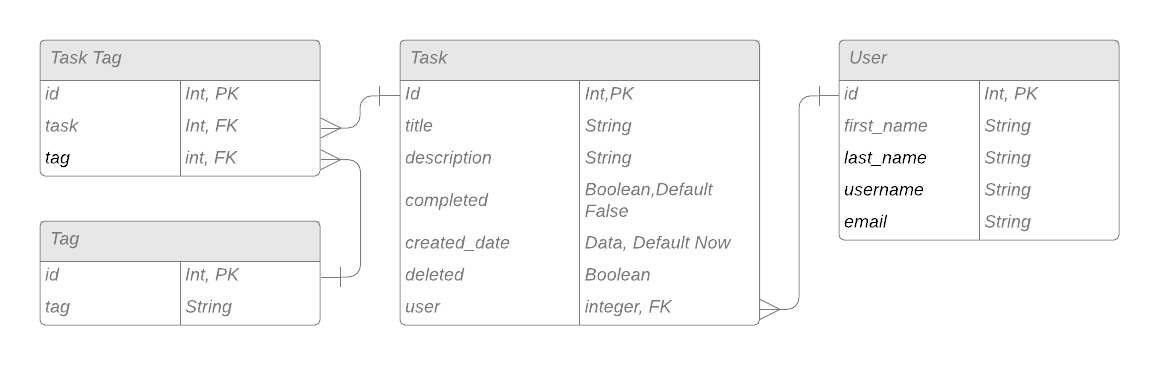 Task Tag
id Int, PK
task Int, FK
tag int, FK
Tag
id Int, PK
tag String
Task
Id Int,PK
title String
description String
completed Boolean,Default
False
created_date Data, Default Now
deleted Boolean
user integer, FK
User
id Int, PK
first_name String
last_name String
username String
email String